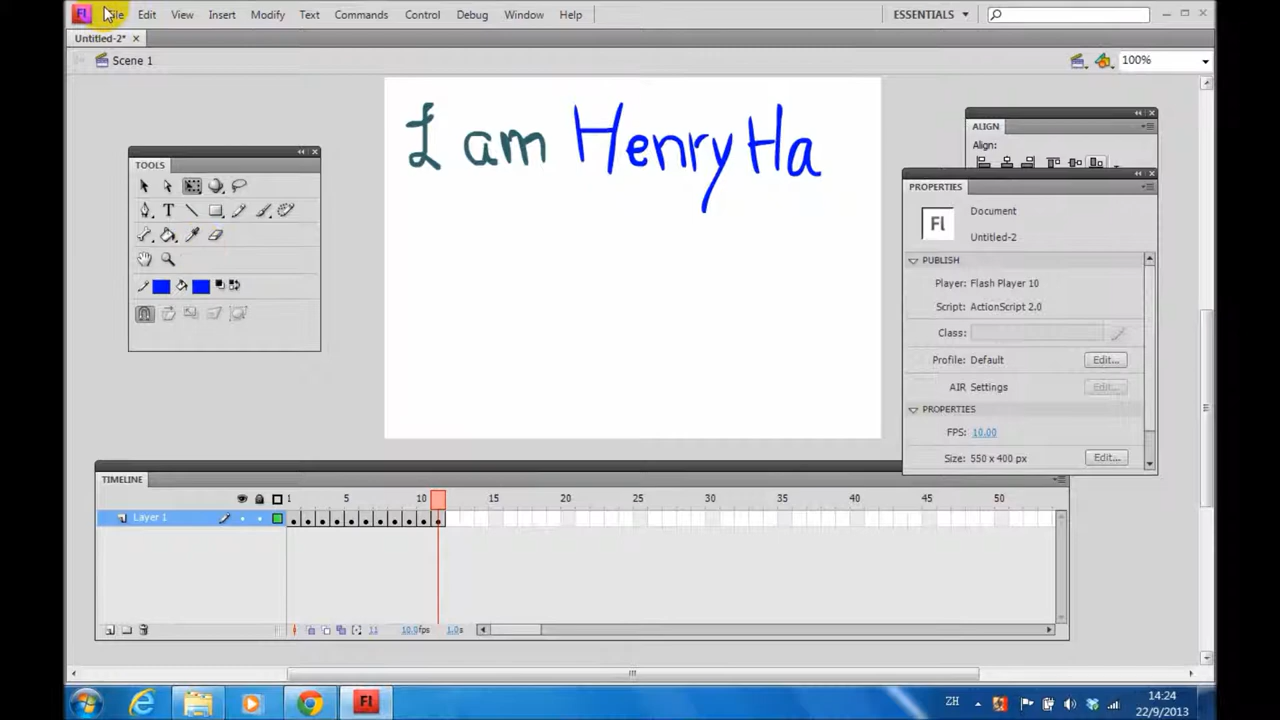 Fl File Edit View Insert Modify Text Commands Control Debug Window Help ESSENTIALS
Untitled-2*
Scene 1 100%
I am Henry Ha
TOOLS
ALIGN
Align:
PROPERTIES
Fl Document
Untitled-2
PUBLISH
Player: Flash Player 10
Script: ActionScript 2.0
Class:
Profile: Default Edit...
AIR Settings Edit...
PROPERTIES
FPS: 10.00
Size: 550 x 400 px Edit...
TIMELINE
1 5 10 15 20 25 30 35 40 45 50
Layer 1
11 10.0fps 1.0s
Fl ZH 14:24
22/9/2013